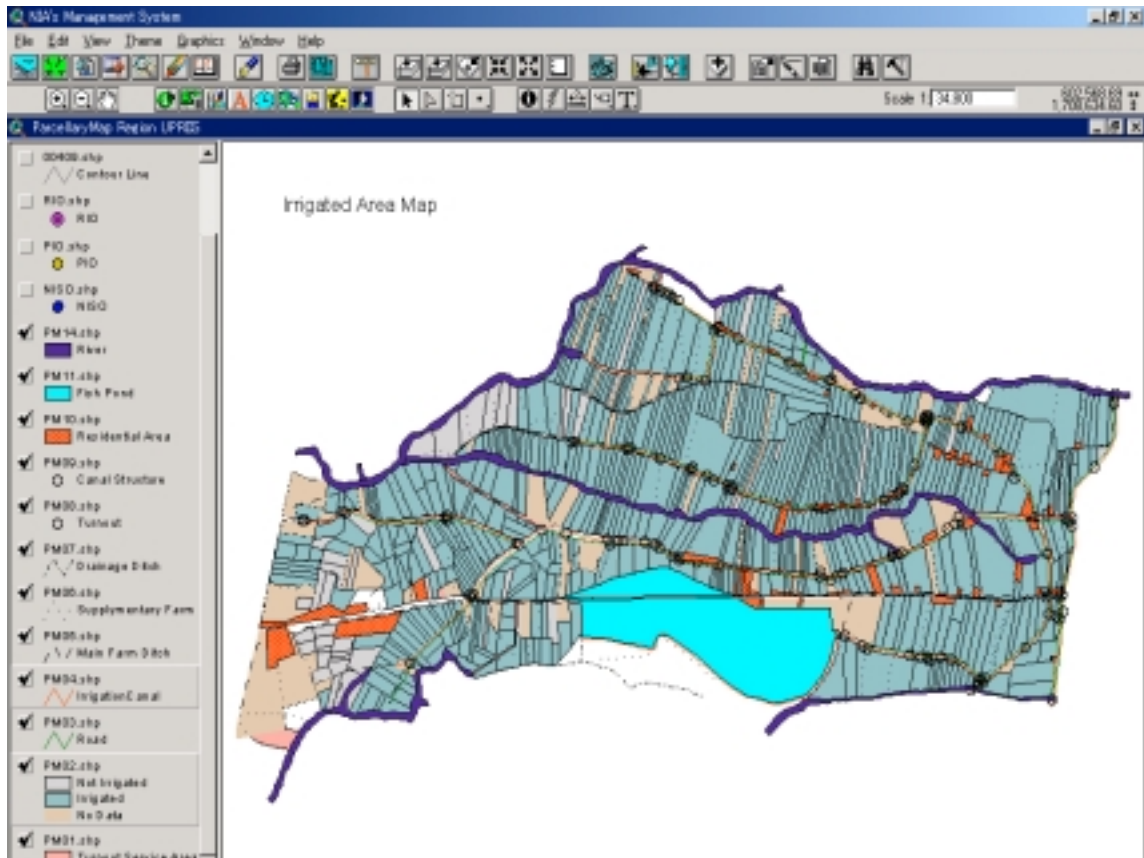 NIA's Management System
File Edit View Theme Graphics Window Help
Scale 1: 34,800
ParcellaryMap Region UPRIIS
00408.shp
Contour Line
RIO.shp
RIO
PIO.shp
PIO
NISO.shp
NISO
PM14.shp
River
PM11.shp
Fish Pond
PM10.shp
Residential Area
PM09.shp
Canal Structure
PM08.shp
Turnout
PM07.shp
Drainage Ditch
PM06.shp
Supplymentary Farm
PM05.shp
Main Farm Ditch
PM04.shp
Irrigation Canal
PM03.shp
Road
PM02.shp
Not Irrigated
Irrigated
No Data
PM01.shp
Turnout Service Area
Irrigated Area Map